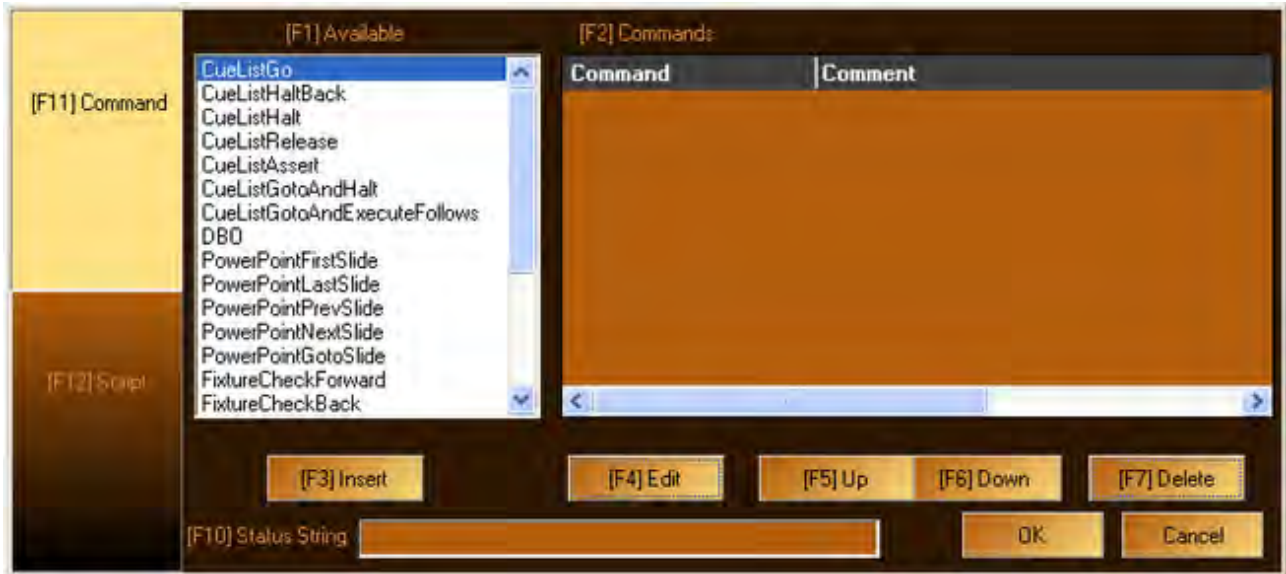 [F1] Available
[F2] Commands
[F11] Command
CueListGo
CueListHaltBack
CueListHalt
CueListRelease
CueListAssert
CueListGotoAndHalt
CueListGotoAndExecuteFollows
DBO
PowerPointFirstSlide
PowerPointLastSlide
PowerPointPrevSlide
PowerPointNextSlide
PowerPointGotoSlide
FixtureCheckForward
FixtureCheckBack
Command Comment
[F12] Script
[F3] Insert
[F4] Edit
[F5] Up
[F6] Down
[F7] Delete
[F10] Status String
OK
Cancel